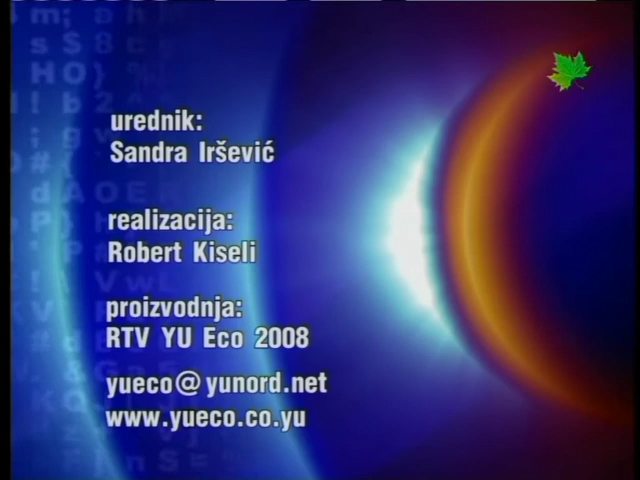 urednik:
Sandra Iršević
realizacija:
Robert Kiseli
proizvodnja:
RTV YU Eco 2008
yueco@yunord.net
www.yueco.co.yu